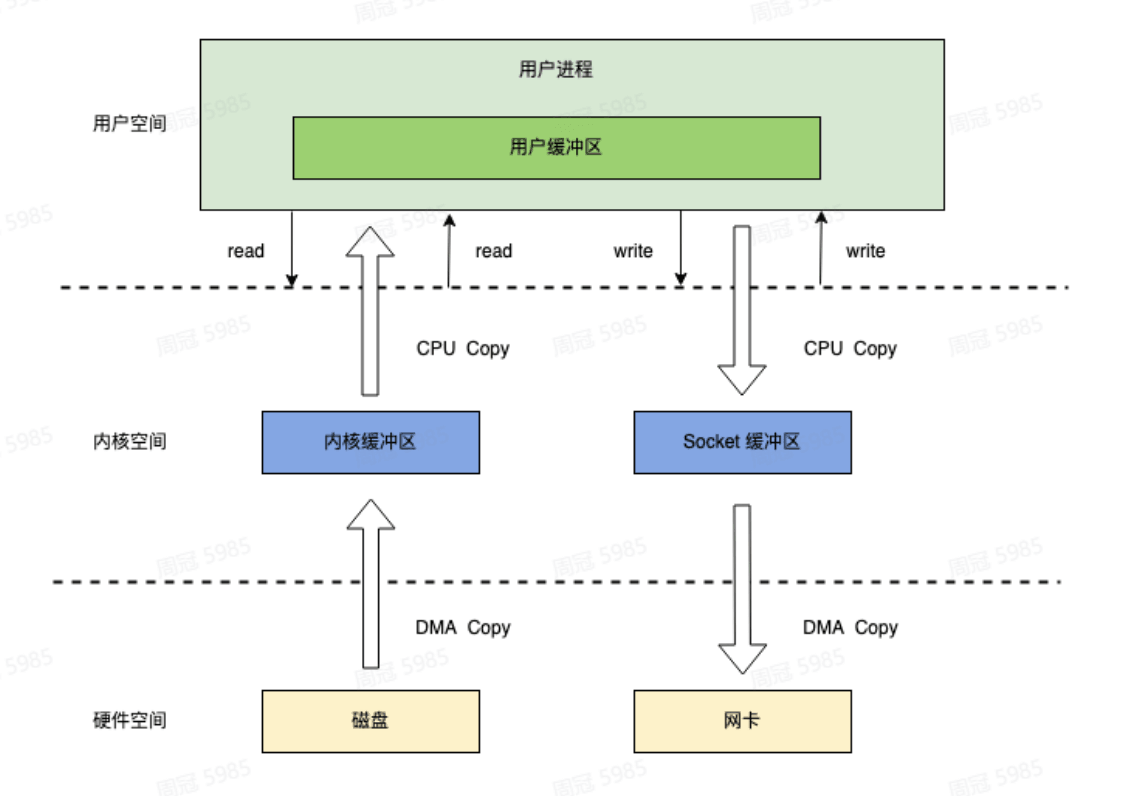 用户进程
用户空间
用户缓冲区
read
read
write
write
CPU Copy
CPU Copy
内核空间
内核缓冲区
Socket 缓冲区
DMA Copy
DMA Copy
硬件空间
磁盘
网卡
周冠 5985